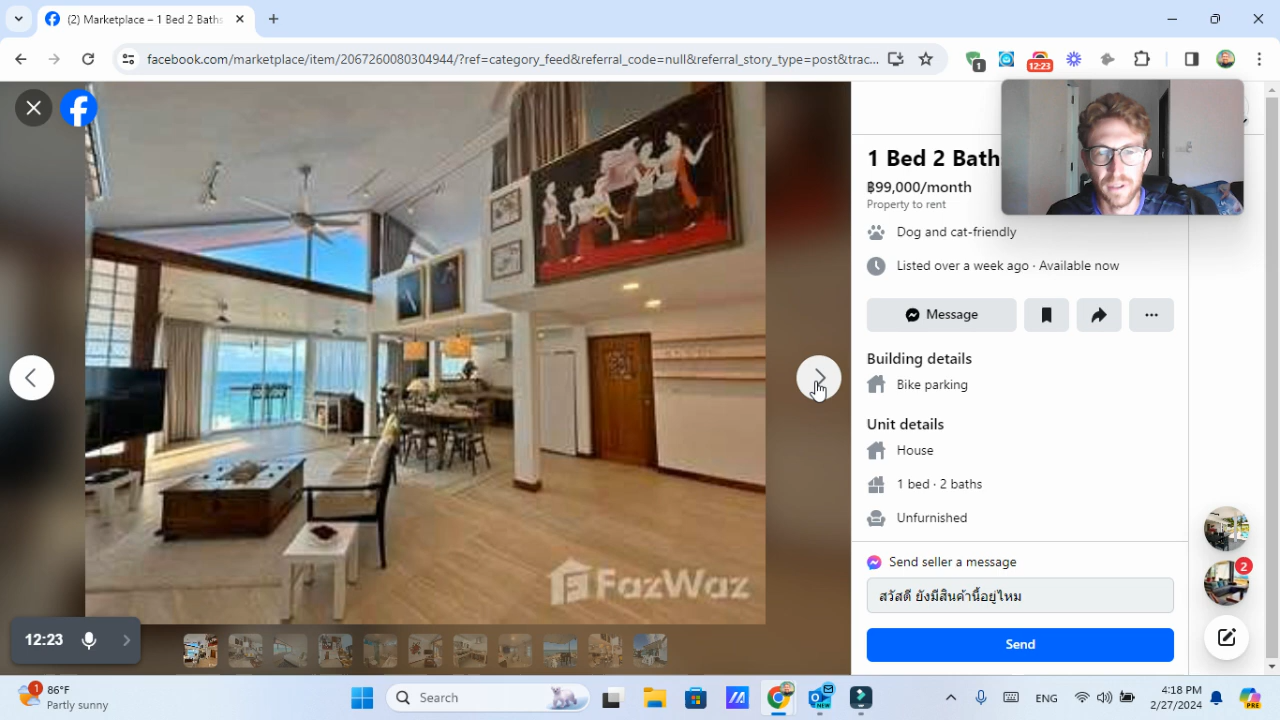 (2) Marketplace – 1 Bed 2 Baths
facebook.com/marketplace/item/2067260080304944/?ref=category_feed&referral_code=null&referral_story_type=post&trac...
1
12:23
1 Bed 2 Bath
฿99,000/month
Property to rent
Dog and cat-friendly
Listed over a week ago · Available now
Message
Building details
Bike parking
Unit details
House
1 bed · 2 baths
Unfurnished
Send seller a message
สวัสดี ยังมีสินค้านี้อยู่ไหม
Send
2
FazWaz
12:23
1
86°F
Partly sunny
Search
NEW
ENG
4:18 PM
2/27/2024
PRE